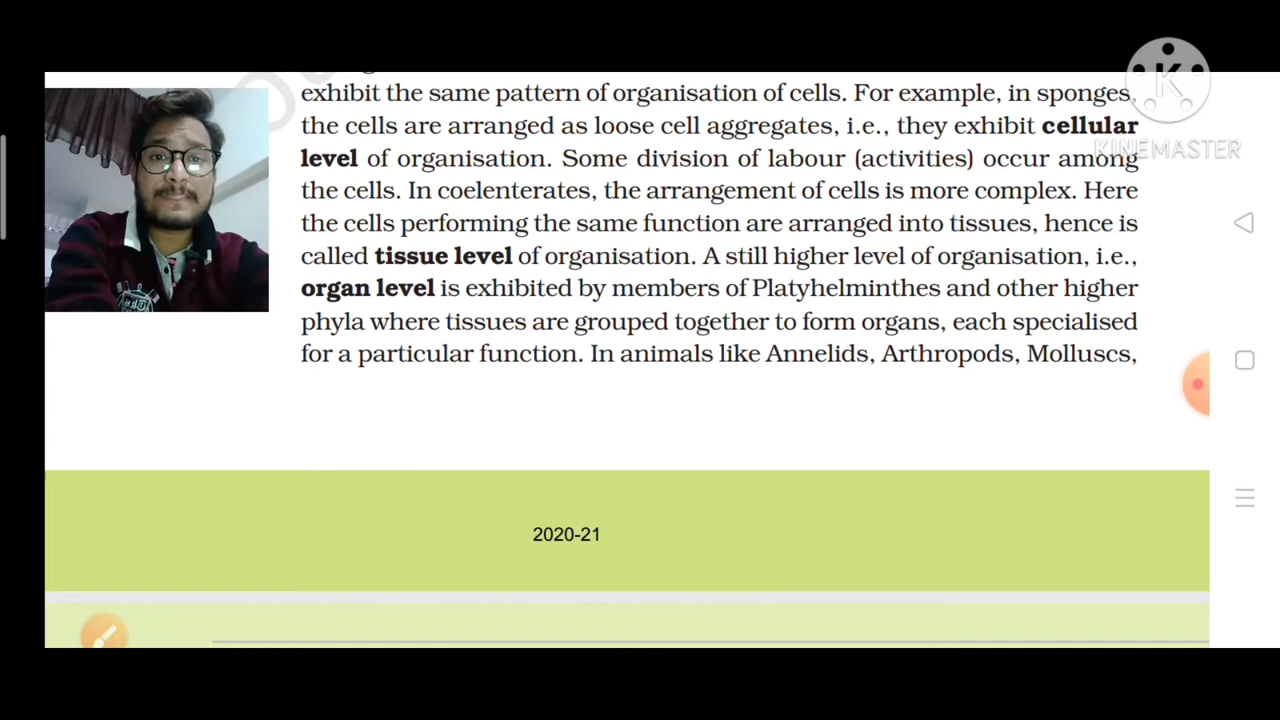 exhibit the same pattern of organisation of cells. For example, in sponges,
the cells are arranged as loose cell aggregates, i.e., they exhibit cellular
level of organisation. Some division of labour (activities) occur among
the cells. In coelenterates, the arrangement of cells is more complex. Here
the cells performing the same function are arranged into tissues, hence is
called tissue level of organisation. A still higher level of organisation, i.e.,
organ level is exhibited by members of Platyhelminthes and other higher
phyla where tissues are grouped together to form organs, each specialised
for a particular function. In animals like Annelids, Arthropods, Molluscs,
2020-21
K
KINEMASTER